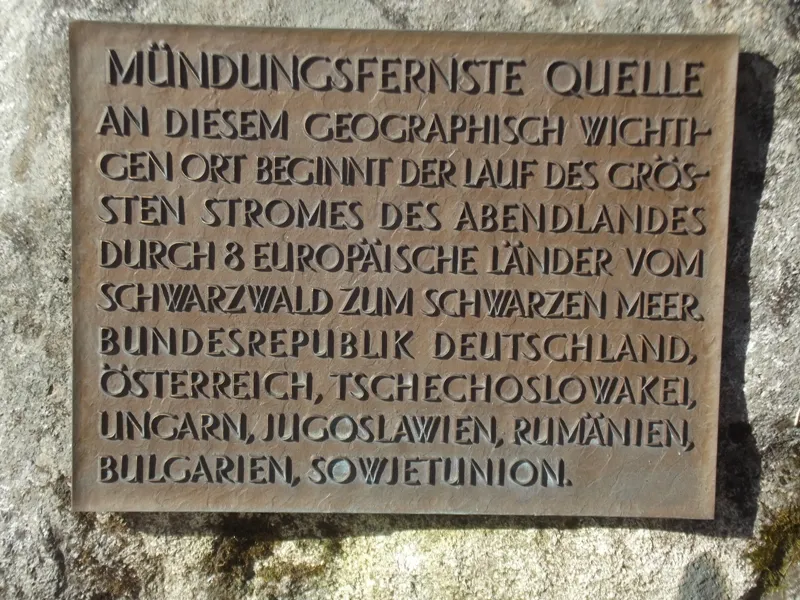 MÜNDUNGSFERNSTE QUELLE
AN DIESEM GEOGRAPHISCH WICHTI-
GEN ORT BEGINNT DER LAUF DES GRÖS-
STEN STROMES DES ABENDLANDES
DURCH 8 EUROPÄISCHE LÄNDER VOM
SCHWARZWALD ZUM SCHWARZEN MEER.
BUNDESREPUBLIK DEUTSCHLAND,
ÖSTERREICH, TSCHECHOSLOWAKEI,
UNGARN, JUGOSLAWIEN, RUMÄNIEN,
BULGARIEN, SOWJETUNION.